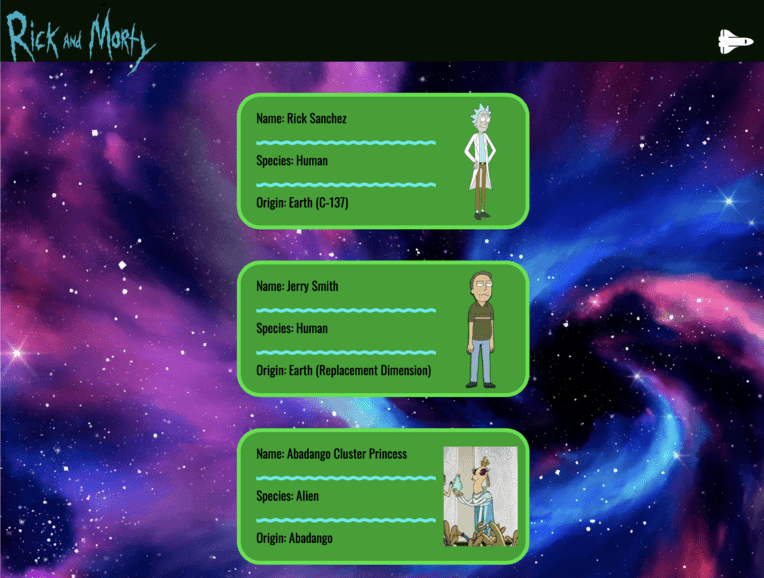 Rick and Morty
Name: Rick Sanchez
Species: Human
Origin: Earth (C-137)
Name: Jerry Smith
Species: Human
Origin: Earth (Replacement Dimension)
Name: Abadango Cluster Princess
Species: Alien
Origin: Abadango